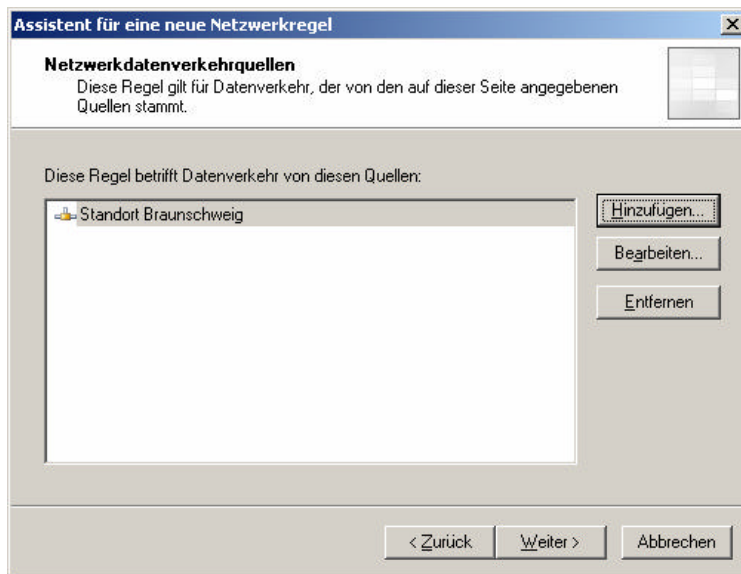 Assistent für eine neue Netzwerkregel
Netzwerkdatenverkehrquellen
Diese Regel gilt für Datenverkehr, der von den auf dieser Seite angegebenen
Quellen stammt.
Diese Regel betrifft Datenverkehr von diesen Quellen:
Standort Braunschweig
Hinzufügen...
Bearbeiten...
Entfernen
< Zurück
Weiter >
Abbrechen